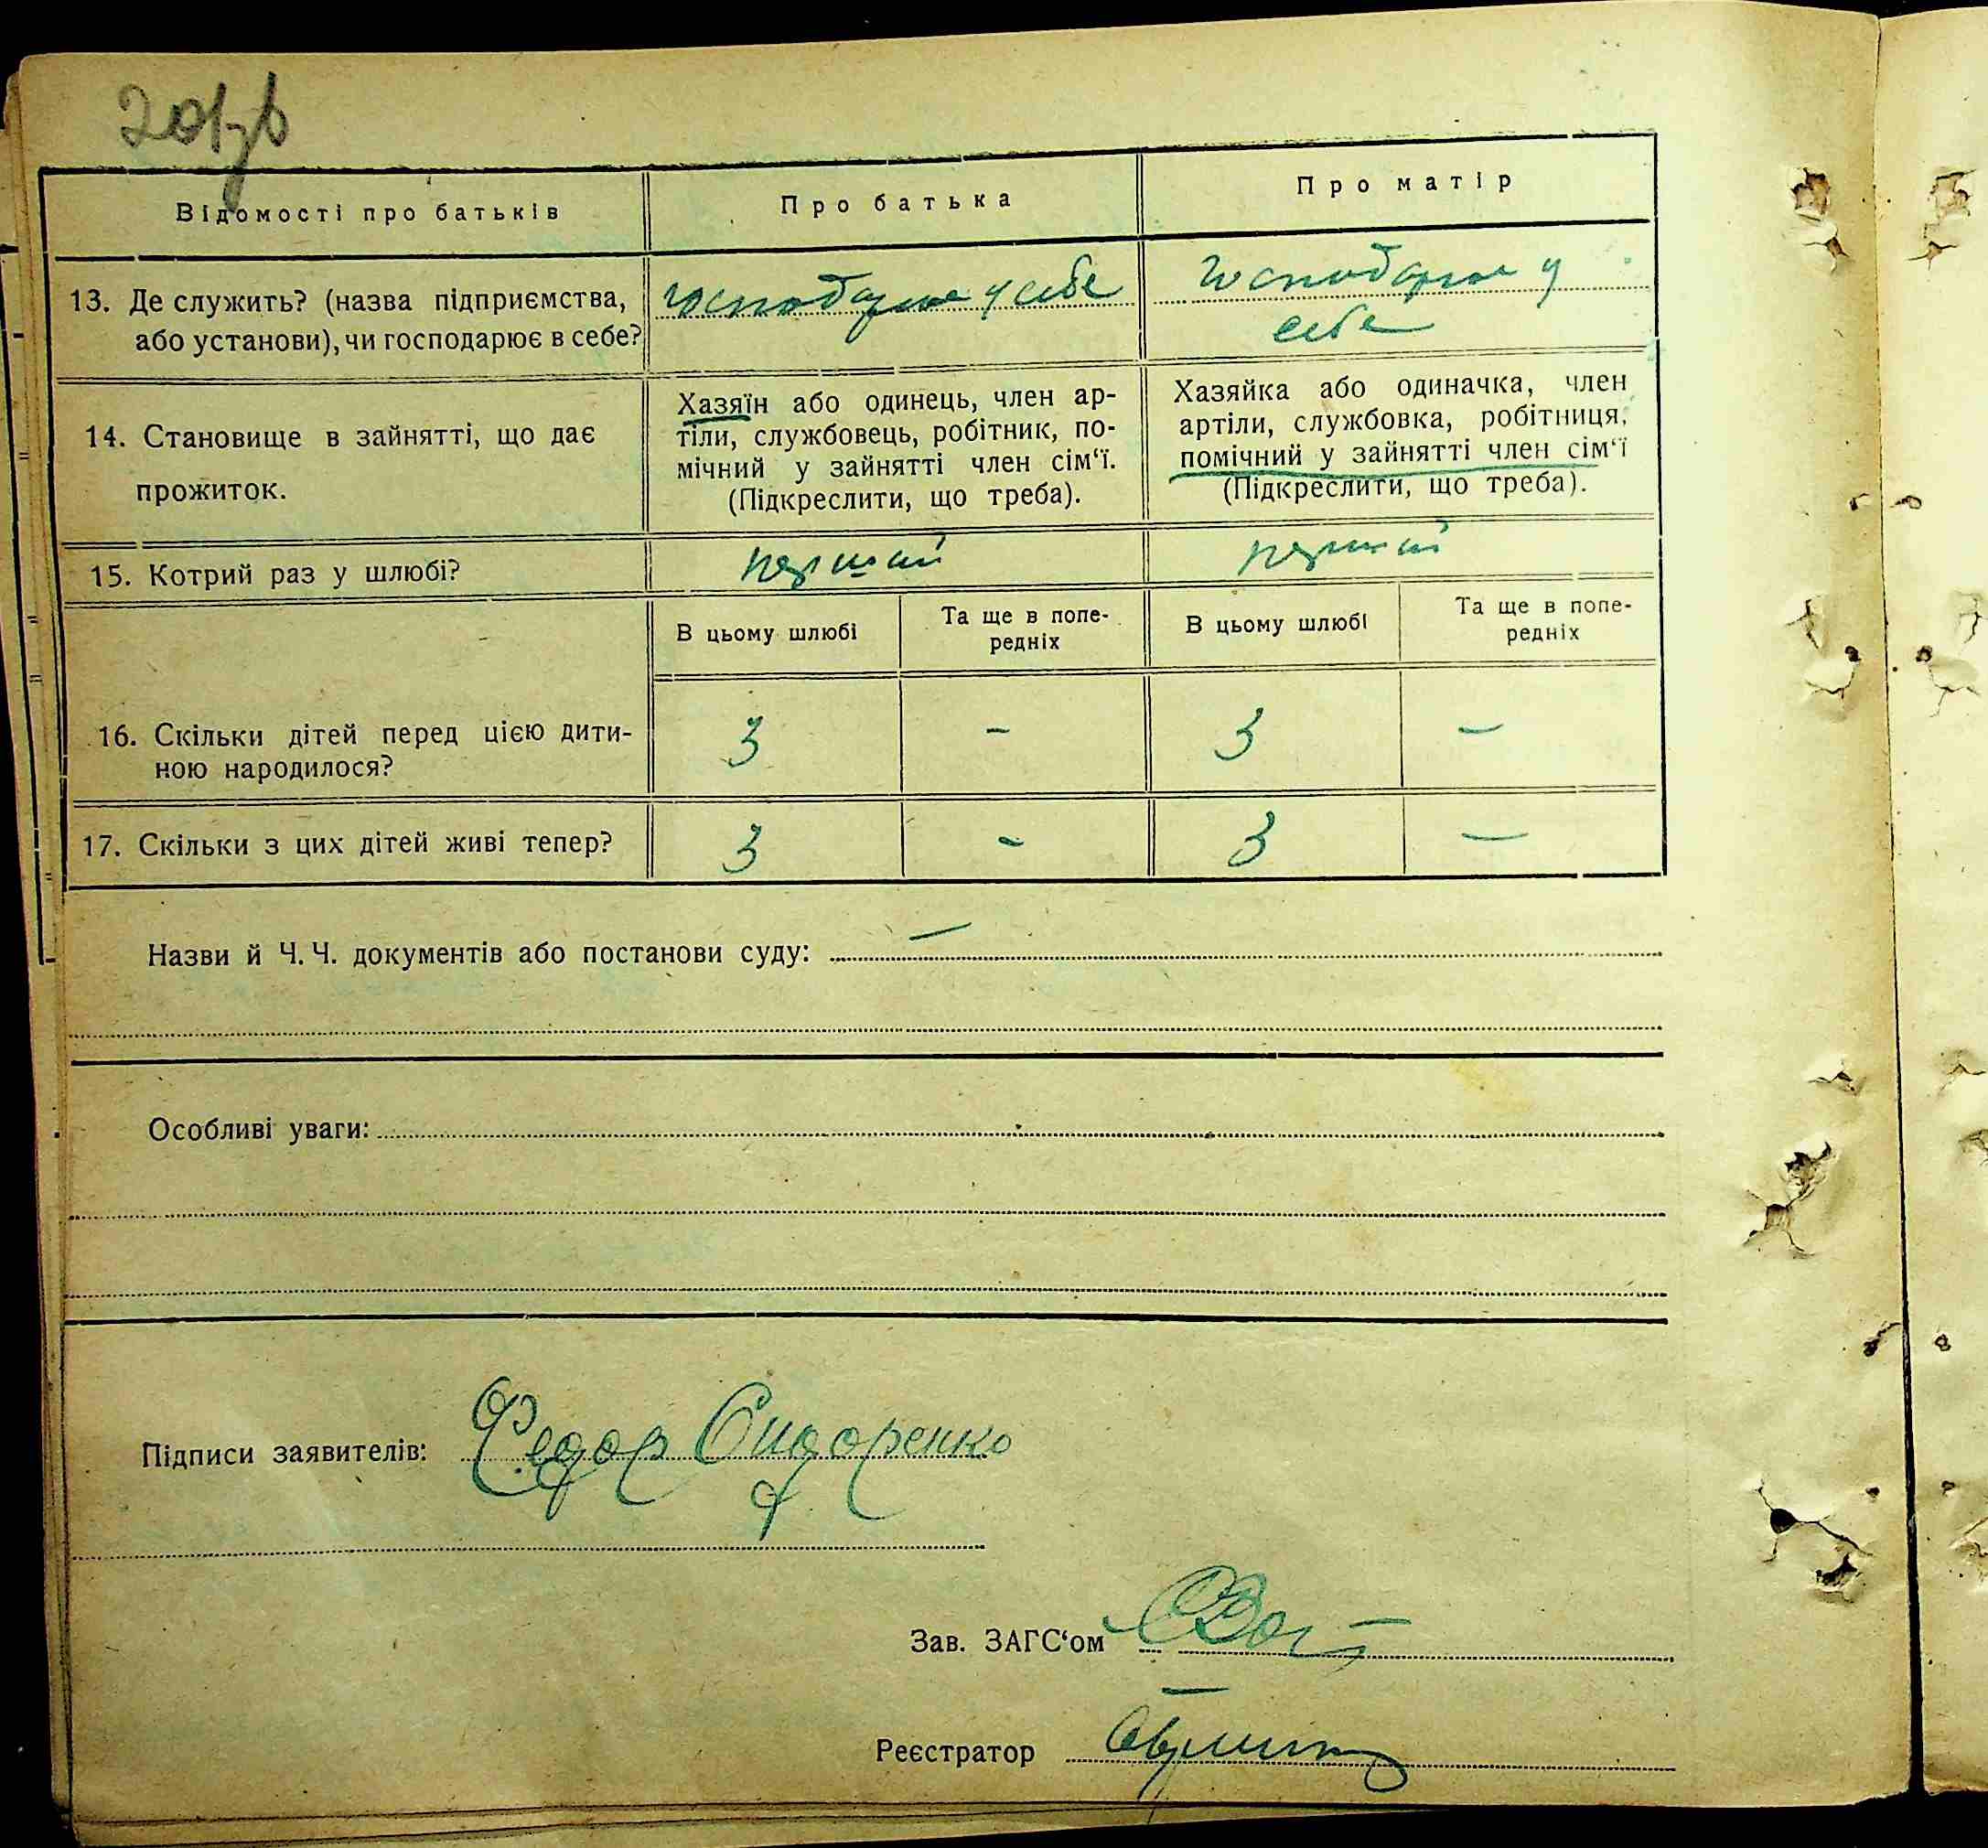 201зв
Відомості про батьків
Про батька
Про матір
13. Де служить? (назва підприємства,
або установи), чи господарює в себе?
господарює у себе
господарює у
себе
14. Становище в зайнятті, що дає
прожиток.
Хазяїн або одинець, член ар-
тіли, службовець, робітник, по-
мічний у зайнятті член сім‘ї.
(Підкреслити, що треба).
Хазяйка або одиначка, член
артіли, службовка, робітниця,
помічний у зайнятті член сім‘ї
(Підкреслити, що треба).
15. Котрий раз у шлюбі?
перший
перший
В цьому шлюбі
Та ще в попе-
редніх
В цьому шлюбі
Та ще в попе-
редніх
16. Скільки дітей перед цією дити-
ною народилося?
3 - 3 -
17. Скільки з цих дітей живі тепер?
3 - 3 -
Назви й Ч. Ч. документів або постанови суду: -
Особливі уваги:
Підписи заявителів: Федор Сидоренко
Зав. ЗАГС‘ом
Реєстратор